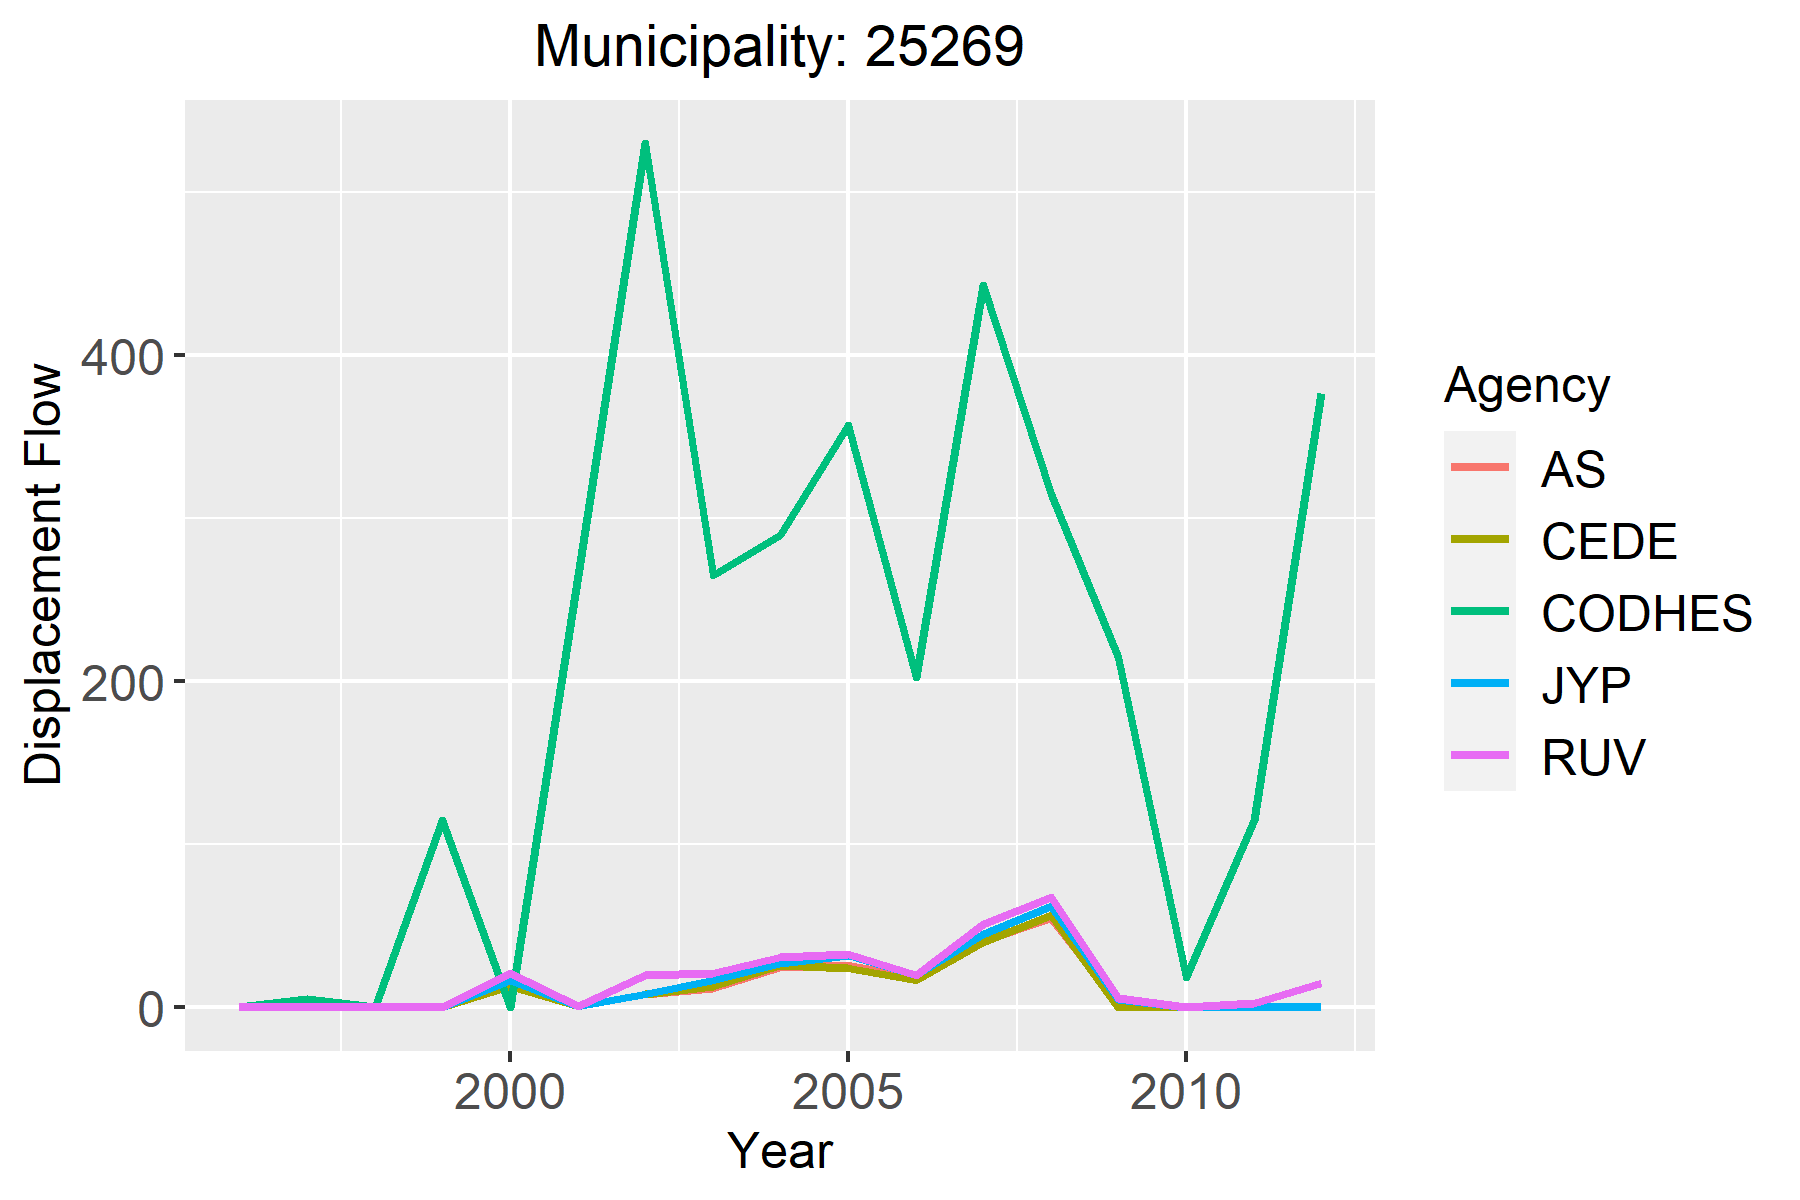 Municipality: 25269
Displacement Flow
400
200
0
2000 2005 2010
Year
Agency
AS
CEDE
CODHES
JYP
RUV